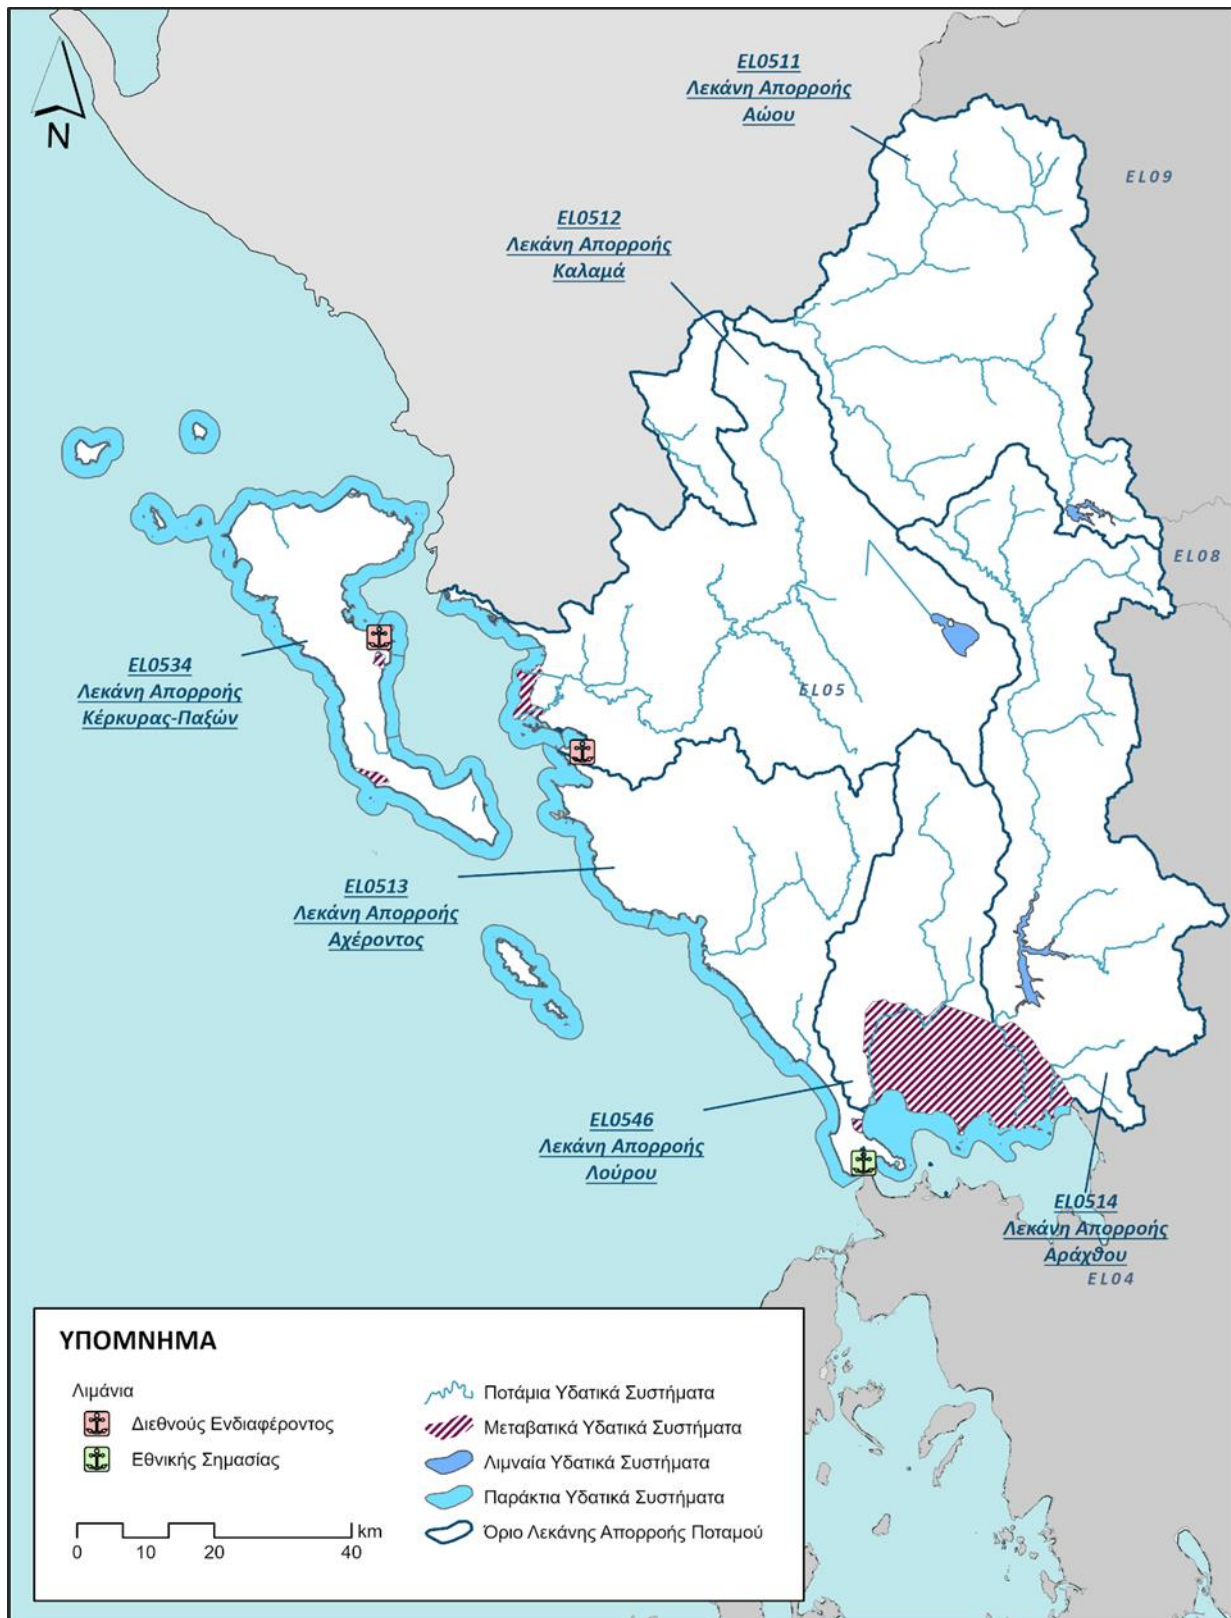 N
EL0511
Λεκάνη Απορροής
Αώου
EL09
EL0512
Λεκάνη Απορροής
Καλαμά
EL08
EL0534
Λεκάνη Απορροής
Κέρκυρας-Παξών
EL05
EL0513
Λεκάνη Απορροής
Αχέροντος
EL0546
Λεκάνη Απορροής
Λούρου
EL0514
Λεκάνη Απορροής
Αράχθου
EL04
ΥΠΟΜΝΗΜΑ
Λιμάνια
Διεθνούς Ενδιαφέροντος
Εθνικής Σημασίας
km
0 10 20 40
Ποτάμια Υδατικά Συστήματα
Μεταβατικά Υδατικά Συστήματα
Λιμναία Υδατικά Συστήματα
Παράκτια Υδατικά Συστήματα
Όριο Λεκάνης Απορροής Ποταμού